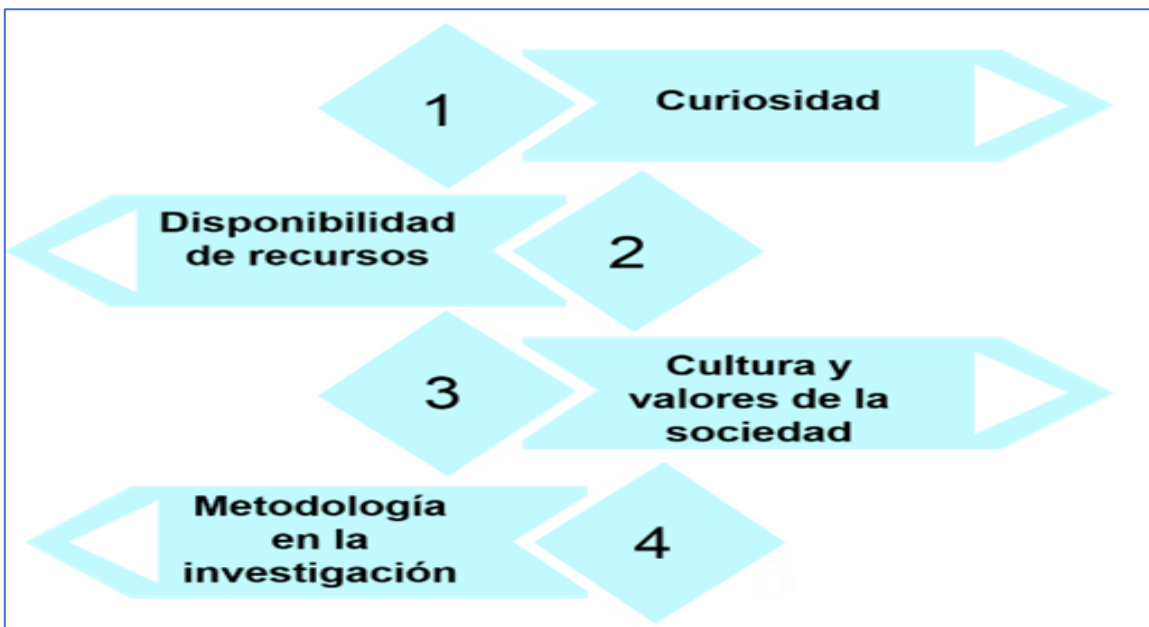 1
Curiosidad
Disponibilidad
de recursos
2
3
Cultura y
valores de la
sociedad
Metodología
en la
investigación
4